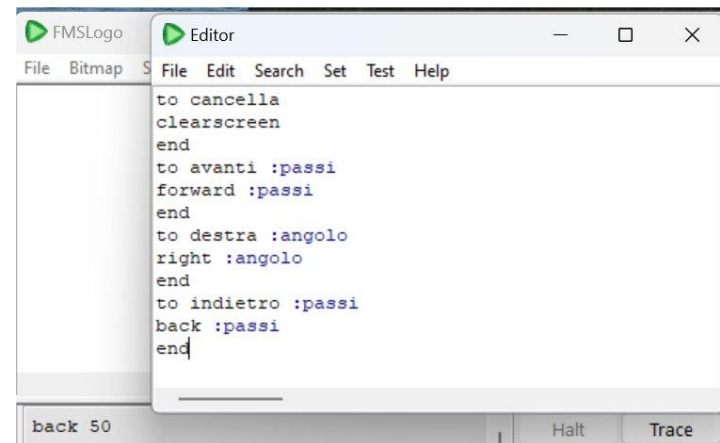 FMSLogo
File Bitmap S
Editor
File Edit Search Set Test Help
to cancella
clearscreen
end
to avanti :passi
forward :passi
end
to destra :angolo
right :angolo
end
to indietro :passi
back :passi
end
back 50
Halt Trace